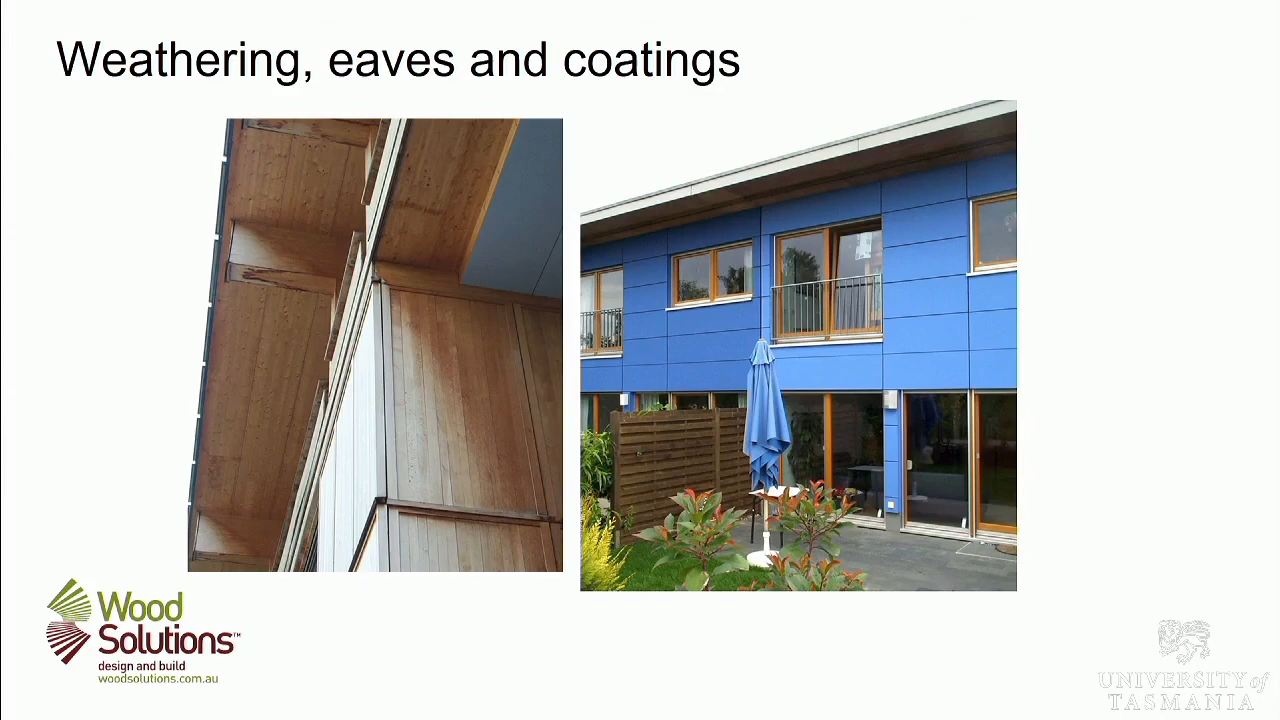 Weathering, eaves and coatings
Wood
Solutions™
design and build
woodsolutions.com.au
UNIVERSITY of
TASMANIA